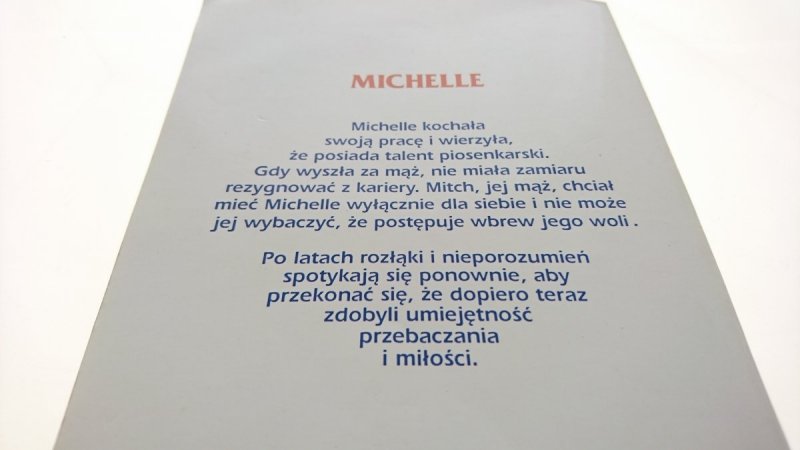 MICHELLE
Michelle kochała
swoją pracę i wierzyła,
że posiada talent piosenkarski.
Gdy wyszła za mąż, nie miała zamiaru
rezygnować z kariery. Mitch, jej mąż, chciał
mieć Michelle wyłącznie dla siebie i nie może
jej wybaczyć, że postępuje wbrew jego woli.
Po latach rozłąki i nieporozumień
spotykają się ponownie, aby
przekonać się, że dopiero teraz
zdobyli umiejętność
przebaczania
i miłości.